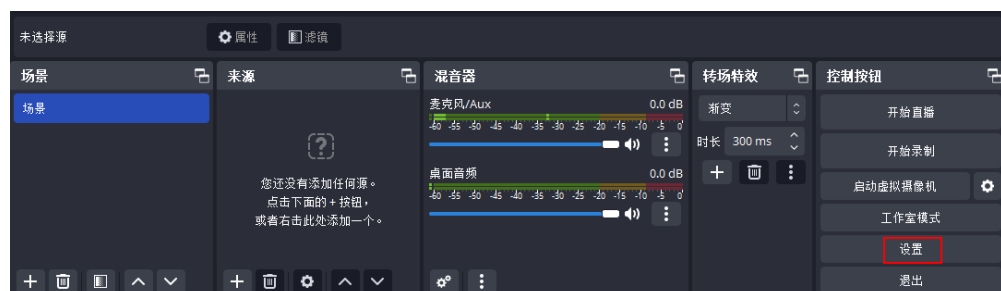 未选择源
属性
滤镜
场景
来源
混音器
转场特效
控制按钮
场景
您还没有添加任何源。
点击下面的 + 按钮，
或者右击此处添加一个。
麦克风/Aux
0.0 dB
-60 -55 -50 -45 -40 -35 -30 -25 -20 -15 -10 -5 0
桌面音频
0.0 dB
-60 -55 -50 -45 -40 -35 -30 -25 -20 -15 -10 -5 0
渐变
时长 300 ms
开始直播
开始录制
启动虚拟摄像机
工作室模式
设置
退出